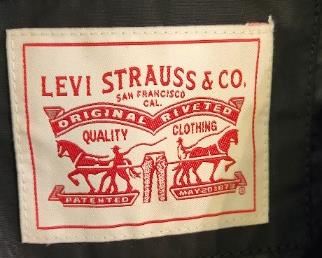 LEVI STRAUSS & CO.
SAN FRANCISCO
CAL.
ORIGINAL RIVETED
QUALITY CLOTHING
PATENTED MAY 20 1873